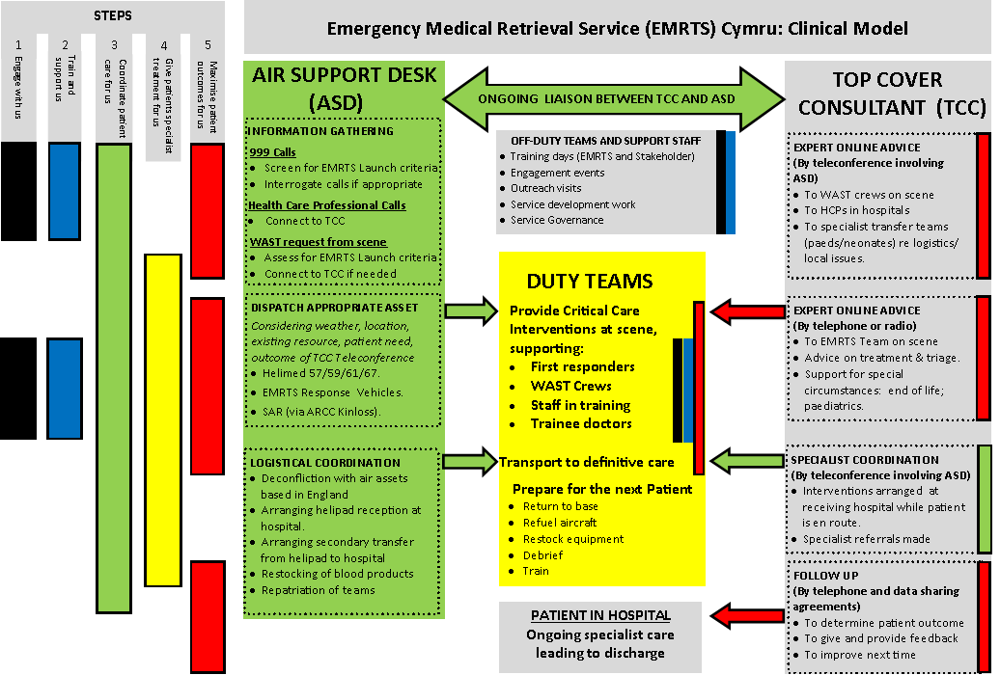 STEPS
1
Engage with us
2
Train and
support us
3
Coordinate patient
care for us
4
Give patients specialist
treatment for us
5
Maximise patient
outcomes for us
Emergency Medical Retrieval Service (EMRTS) Cymru: Clinical Model
AIR SUPPORT DESK
(ASD)
INFORMATION GATHERING
999 Calls
● Screen for EMRTS Launch criteria
● Interrogate calls if appropriate
Health Care Professional Calls
● Connect to TCC
WAST request from scene
● Assess for EMRTS Launch criteria
● Connect to TCC if needed
DISPATCH APPROPRIATE ASSET
Considering weather, location,
existing resource, patient need,
outcome of TCC Teleconference
● Helimed 57/59/61/67.
● EMRTS Response Vehicles.
● SAR (via ARCC Kinloss).
LOGISTICAL COORDINATION
● Deconfliction with air assets
based in England
● Arranging helipad reception at
hospital.
● Arranging secondary transfer
from helipad to hospital
● Restocking of blood products
● Repatriation of teams
ONGOING LIAISON BETWEEN TCC AND ASD
OFF-DUTY TEAMS AND SUPPORT STAFF
● Training days (EMRTS and Stakeholder)
● Engagement events
● Outreach visits
● Service development work
● Service Governance
DUTY TEAMS
Provide Critical Care
Interventions at scene,
supporting:
● First responders
● WAST Crews
● Staff in training
● Trainee doctors
Transport to definitive care
Prepare for the next Patient
● Return to base
● Refuel aircraft
● Restock equipment
● Debrief
● Train
PATIENT IN HOSPITAL
Ongoing specialist care
leading to discharge
TOP COVER
CONSULTANT (TCC)
EXPERT ONLINE ADVICE
(By teleconference involving
ASD)
● To WAST crews on scene
● To HCPs in hospitals
● To specialist transfer teams
(paeds/neonates) re logistics/
local issues.
EXPERT ONLINE ADVICE
(By telephone or radio)
● To EMRTS Team on scene
● Advice on treatment & triage.
● Support for special
circumstances: end of life;
paediatrics.
SPECIALIST COORDINATION
(By teleconference involving ASD)
● Interventions arranged at
receiving hospital while patient
is en route.
● Specialist referrals made
FOLLOW UP
(By telephone and data sharing
agreements)
● To determine patient outcome
● To give and provide feedback
● To improve next time